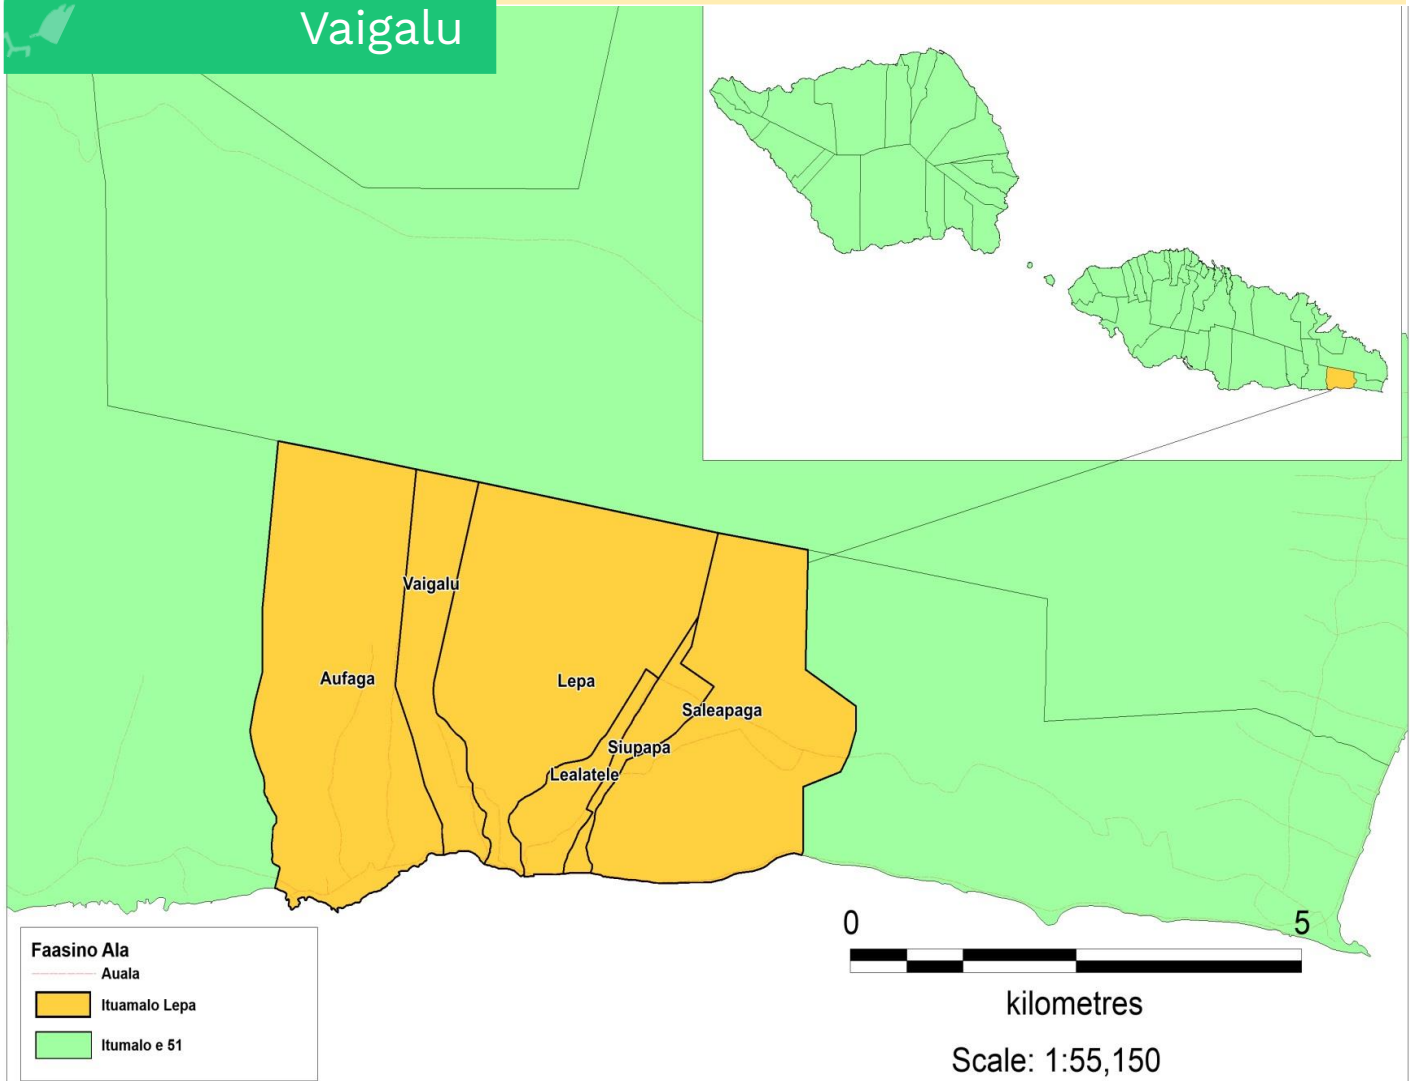 Vaigalu
Vaigalu
Aufaga
Lepa
Saleapaga
Siupapa
Lealatele
Faasino Ala
Auala
Ituamalo Lepa
Itumalo e 51
0 5
kilometres
Scale: 1:55,150